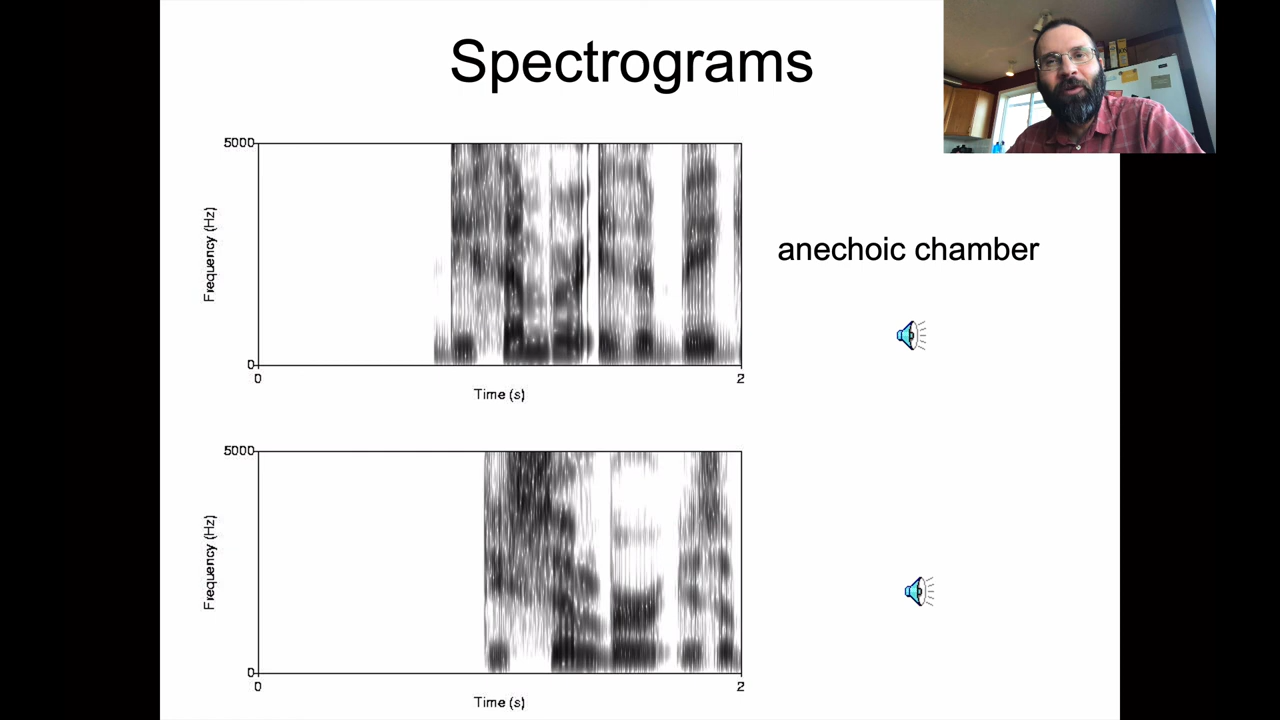 Spectrograms
5000
Frequency (Hz)
0
0
2
Time (s)
anechoic chamber
5000
Frequency (Hz)
0
0
2
Time (s)